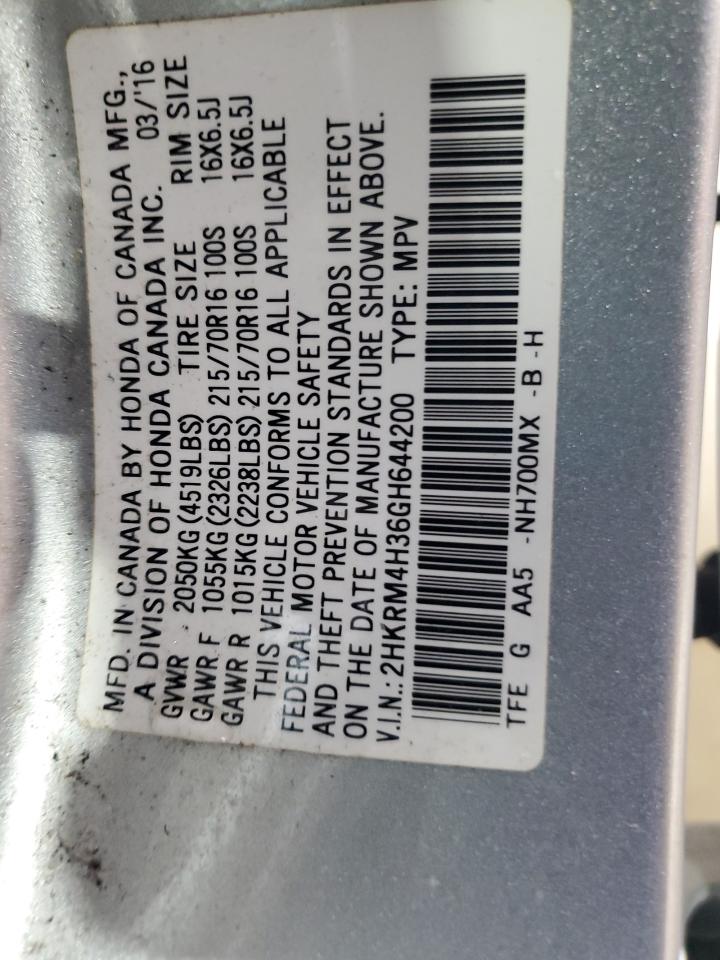 MFD. IN CANADA BY HONDA OF CANADA MFG.,
A DIVISION OF HONDA CANADA INC. 03/'16
GVWR 2050KG(4519LBS) TIRE SIZE RIM SIZE
GAWR F 1055KG(2326LBS) 215/70R16 100S 16X6.5J
GAWR R 1015KG(2238LBS) 215/70R16 100S 16X6.5J
THIS VEHICLE CONFORMS TO ALL APPLICABLE
FEDERAL MOTOR VEHICLE SAFETY
AND THEFT PREVENTION STANDARDS IN EFFECT
ON THE DATE OF MANUFACTURE SHOWN ABOVE.
V.I.N.:2HKRM4H36GH644200 TYPE: MPV
TFE G AA5 -NH700MX -B -H